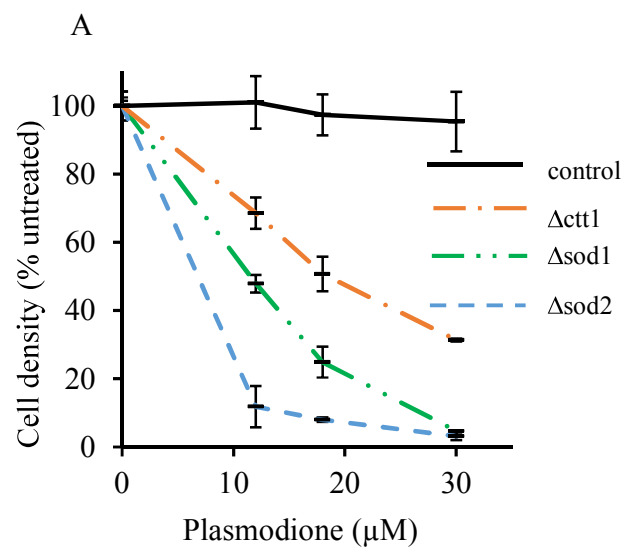 A
Cell density (% untreated)
100
80
60
40
20
0
0 10 20 30
Plasmodione (µM)
control
Δctt1
Δsod1
Δsod2